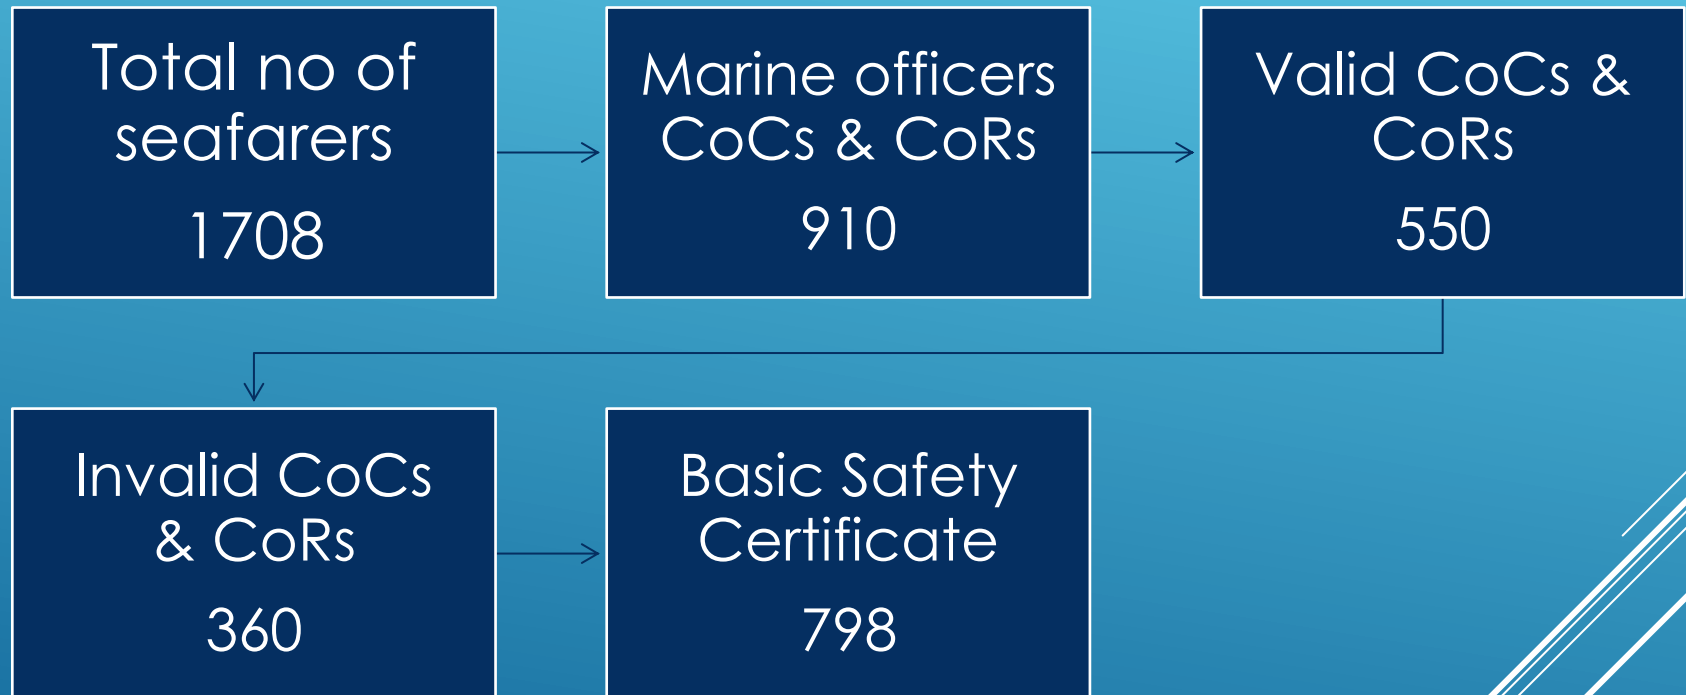 Total no of
seafarers
1708
Marine officers
CoCs & CoRs
910
Valid CoCs &
CoRs
550
Invalid CoCs
& CoRs
360
Basic Safety
Certificate
798